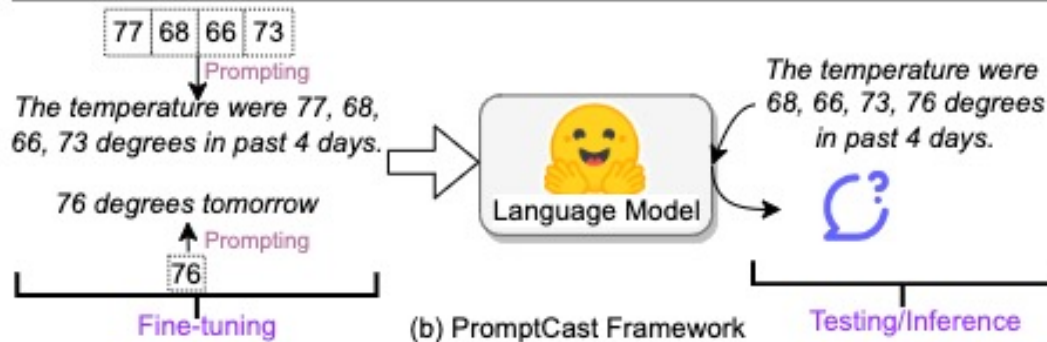 77 68 66 73
Prompting
The temperature were 77, 68,
66, 73 degrees in past 4 days.
76 degrees tomorrow
Prompting
76
Fine-tuning
Language Model
(b) PromptCast Framework
The temperature were
68, 66, 73, 76 degrees
in past 4 days.
?
Testing/Inference